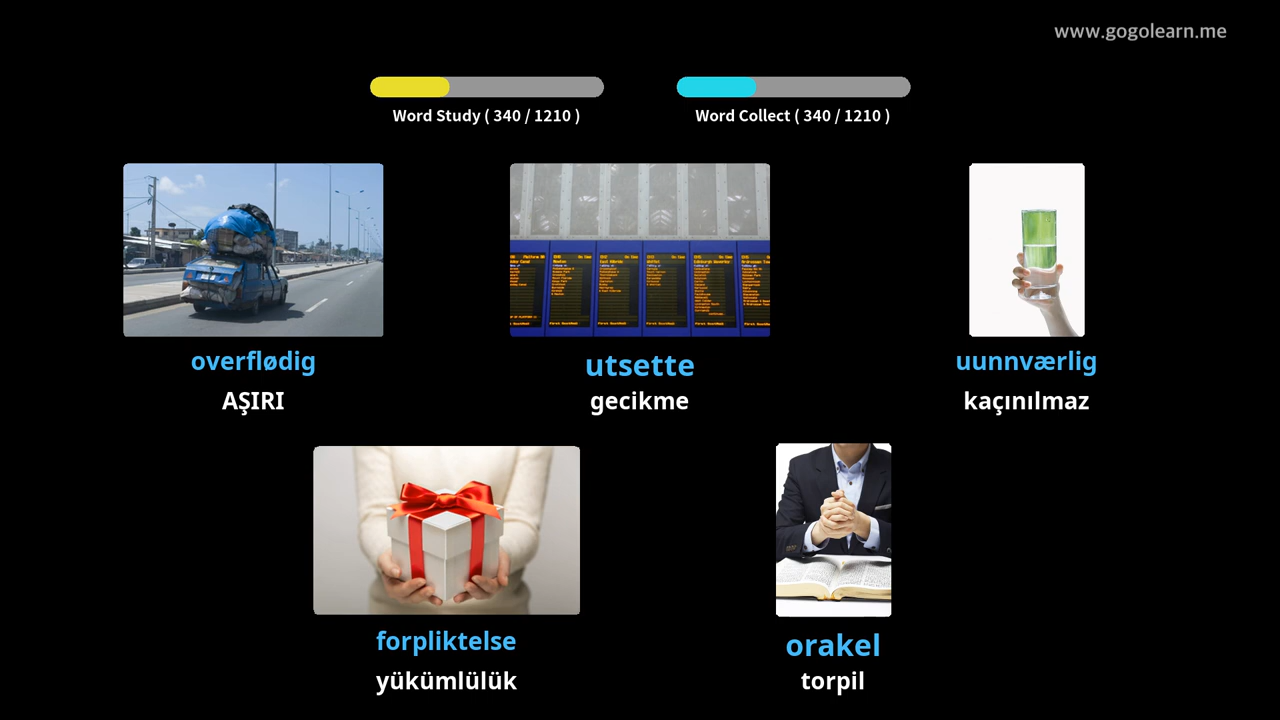 www.gogolearn.me
Word Study ( 340 / 1210 )
Word Collect ( 340 / 1210 )
overflødig
AŞIRI
utsette
gecikme
uunnværlig
kaçınılmaz
forpliktelse
yükümlülük
orakel
torpil